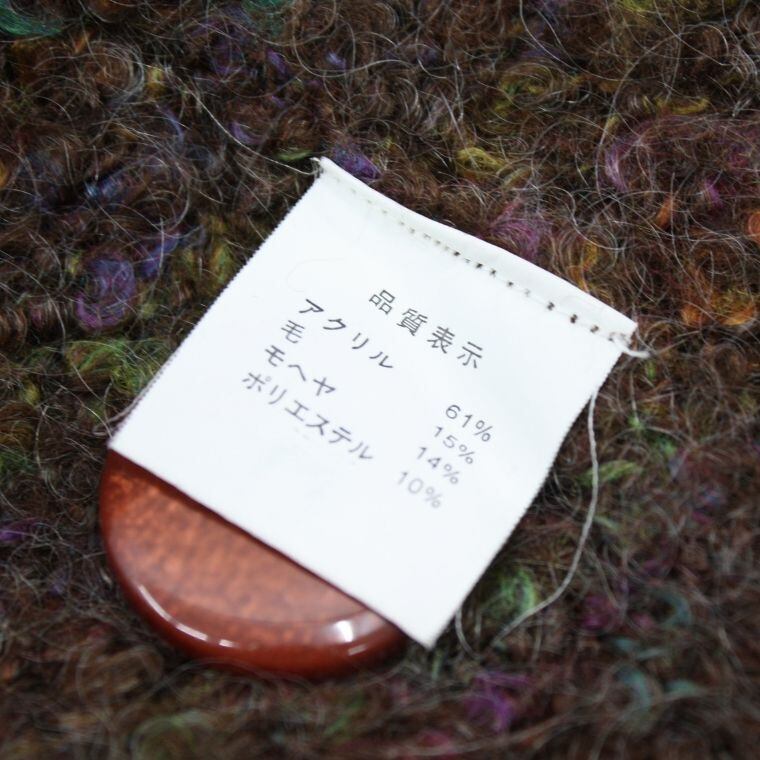 品質表示
アクリル 61%
毛 15%
モヘヤ 14%
ポリエステル 10%